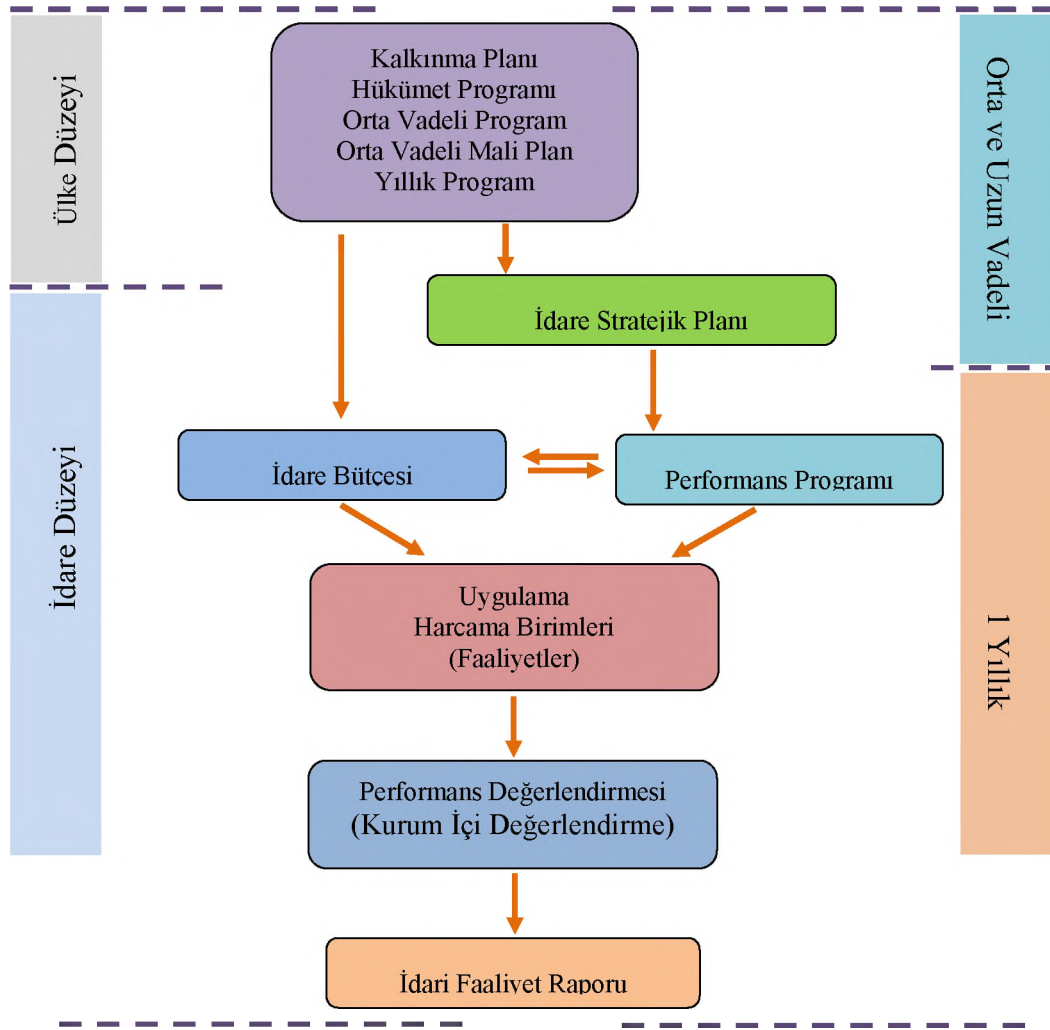 Ülke Düzeyi
Kalkınma Planı
Hükümet Programı
Orta Vadeli Program
Orta Vadeli Mali Plan
Yıllık Program
Orta ve Uzun Vadeli
İdare Stratejik Planı
İdare Düzeyi
İdare Bütçesi
Performans Programı
Uygulama
Harcama Birimleri
(Faaliyetler)
1 Yıllık
Performans Değerlendirmesi
(Kurum İçi Değerlendirme)
İdari Faaliyet Raporu